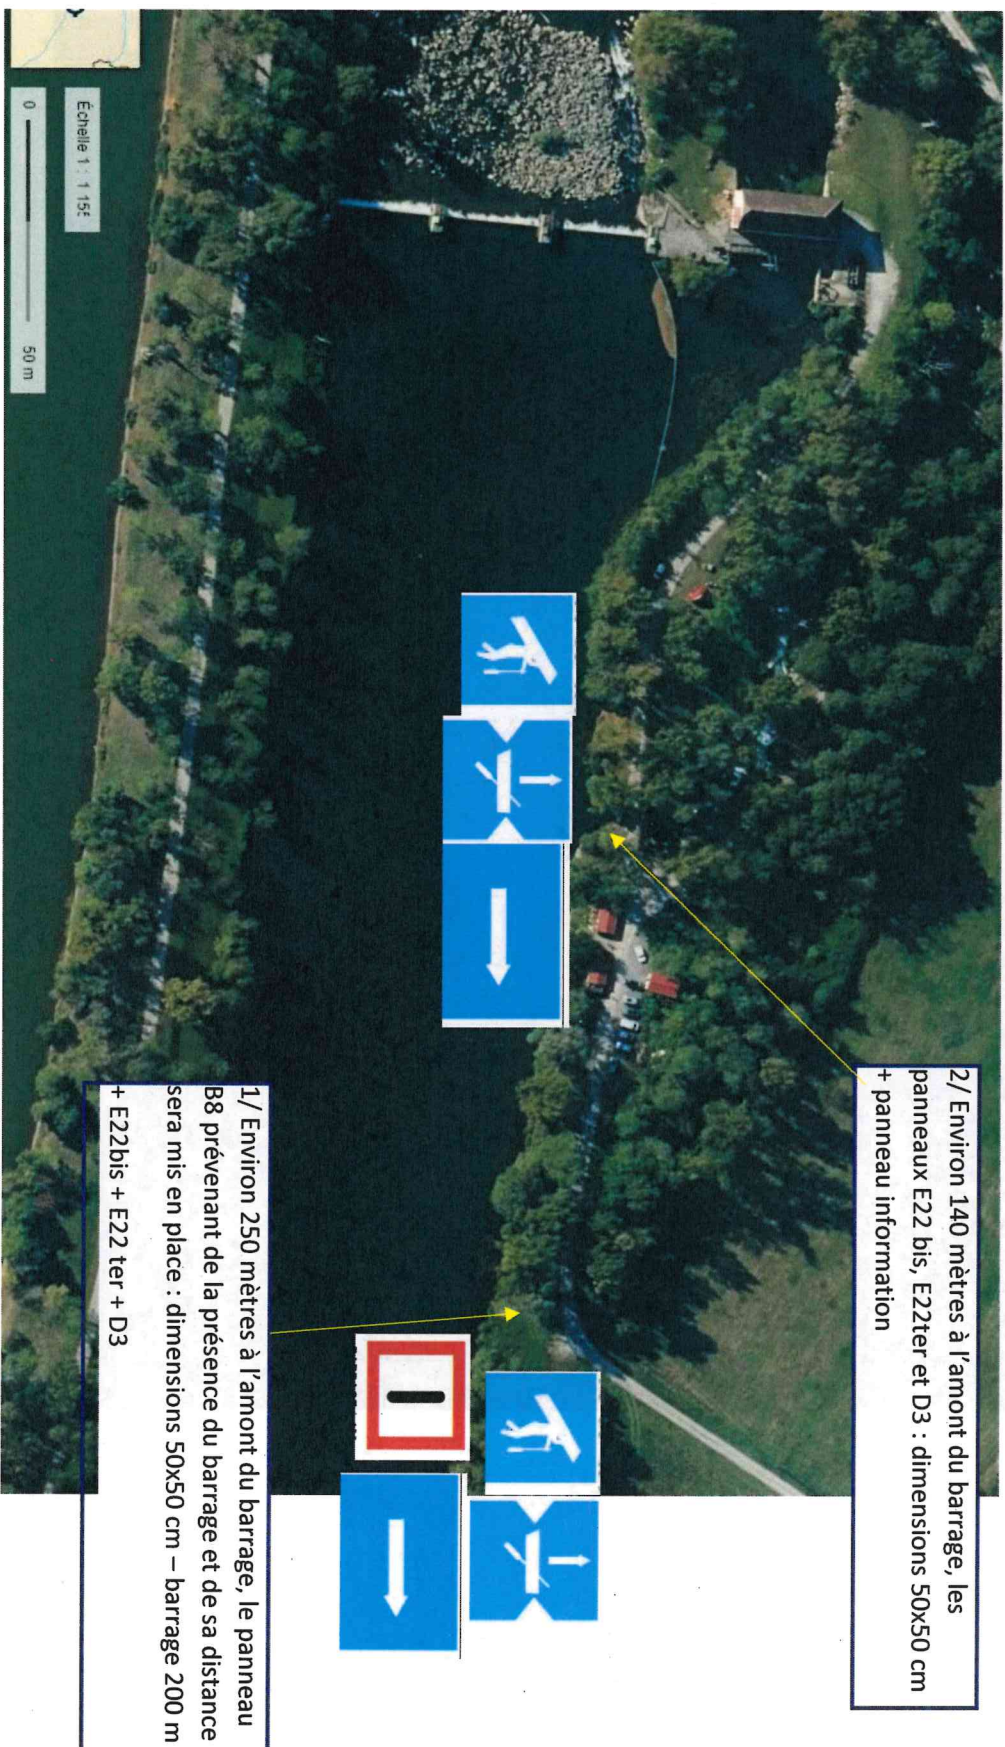 2/ Environ 140 mètres à l'amont du barrage, les
panneaux E22 bis, E22ter et D3 : dimensions 50x50 cm
+ panneau information
1/ Environ 250 mètres à l'amont du barrage, le panneau
B8 prévenant de la présence du barrage et de sa distance
sera mis en place : dimensions 50x50 cm – barrage 200 m
+ E22bis + E22 ter + D3
Échelle 1 : 1 155
0 50 m